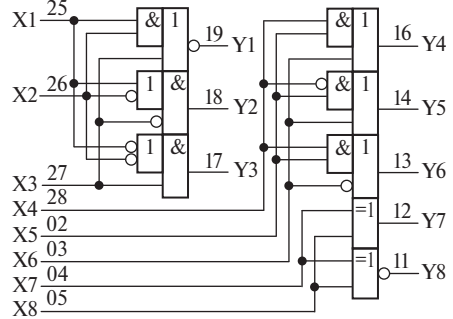 X1 25
& 1
19 Y1
X2 26
1 &
18 Y2
1 &
17 Y3
X3 27
X4 28
X5 02
X6 03
X7 04
X8 05
& 1
16 Y4
&
14 Y5
& 1
13 Y6
=1
12 Y7
=1
11 Y8